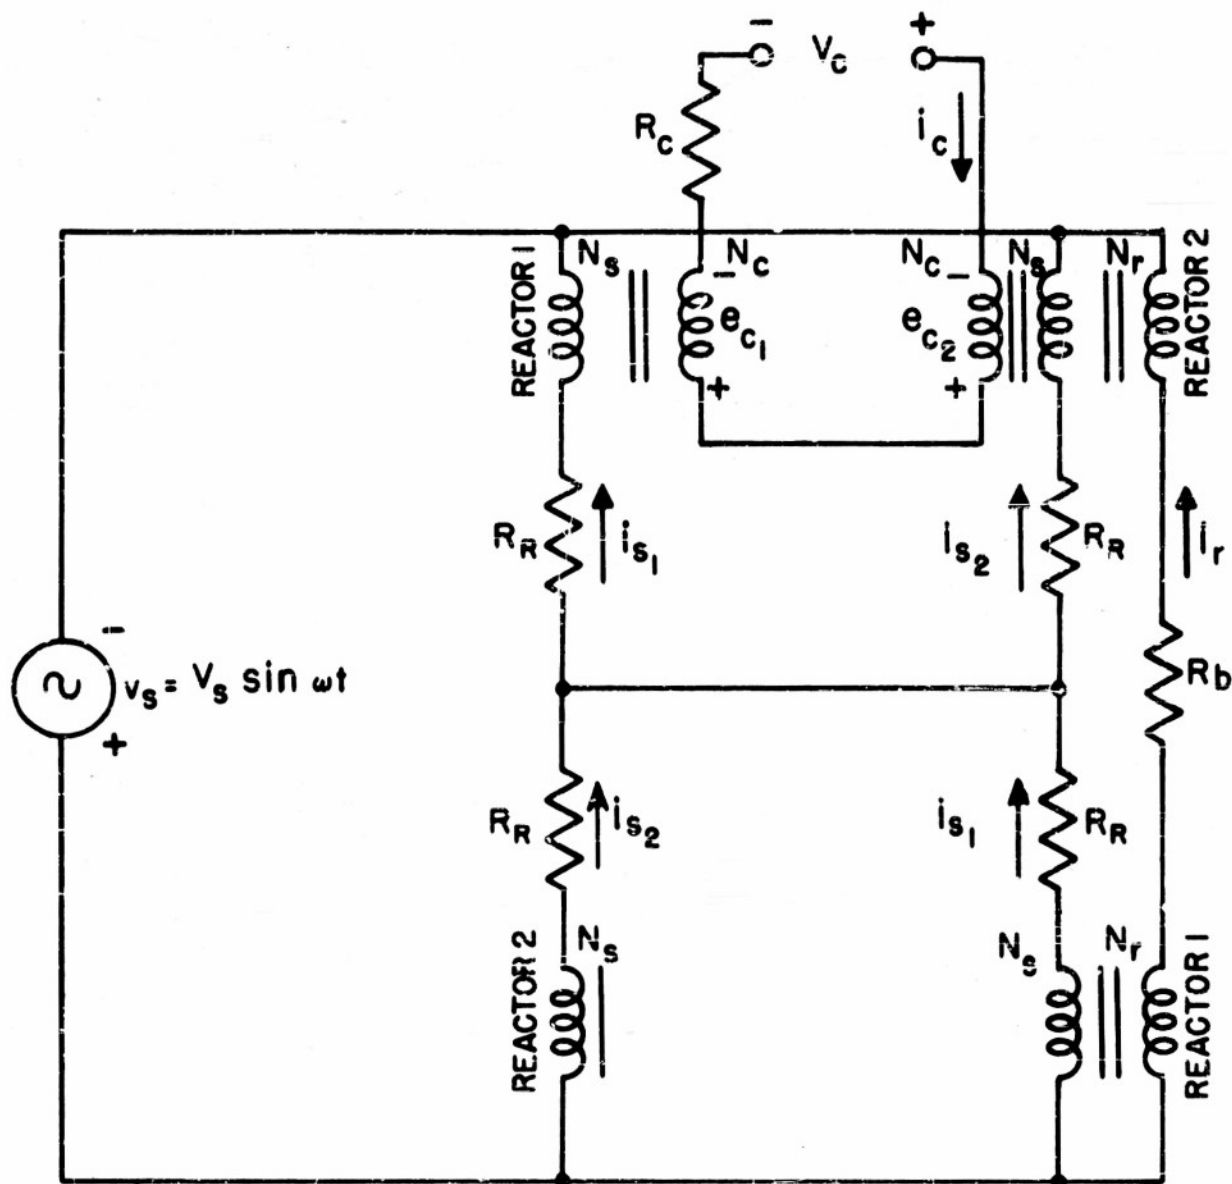 - V_c +
R_c
i_c
REACTOR 1
N_s
N_c
N_c
N_s
N_r
REACTOR 2
-
e_c1
+
-
e_c2
+
R_R
i_s1
i_s2
R_R
i_r
-
v_s = V_s sin ωt
+
R_b
R_R
i_s2
i_s1
R_R
REACTOR 2
N_s
N_s
N_r
REACTOR 1